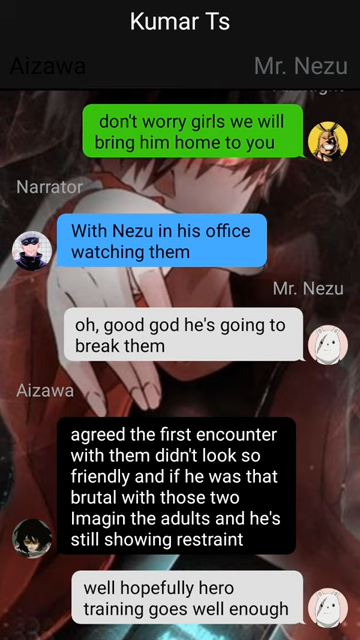 Kumar Ts
Aizawa
Mr. Nezu
don't worry girls we will
bring him home to you
Narrator
With Nezu in his office
watching them
Mr. Nezu
oh, good god he's going to
break them
Aizawa
agreed the first encounter
with them didn't look so
friendly and if he was that
brutal with those two
Imagin the adults and he's
still showing restraint
well hopefully hero
training goes well enough